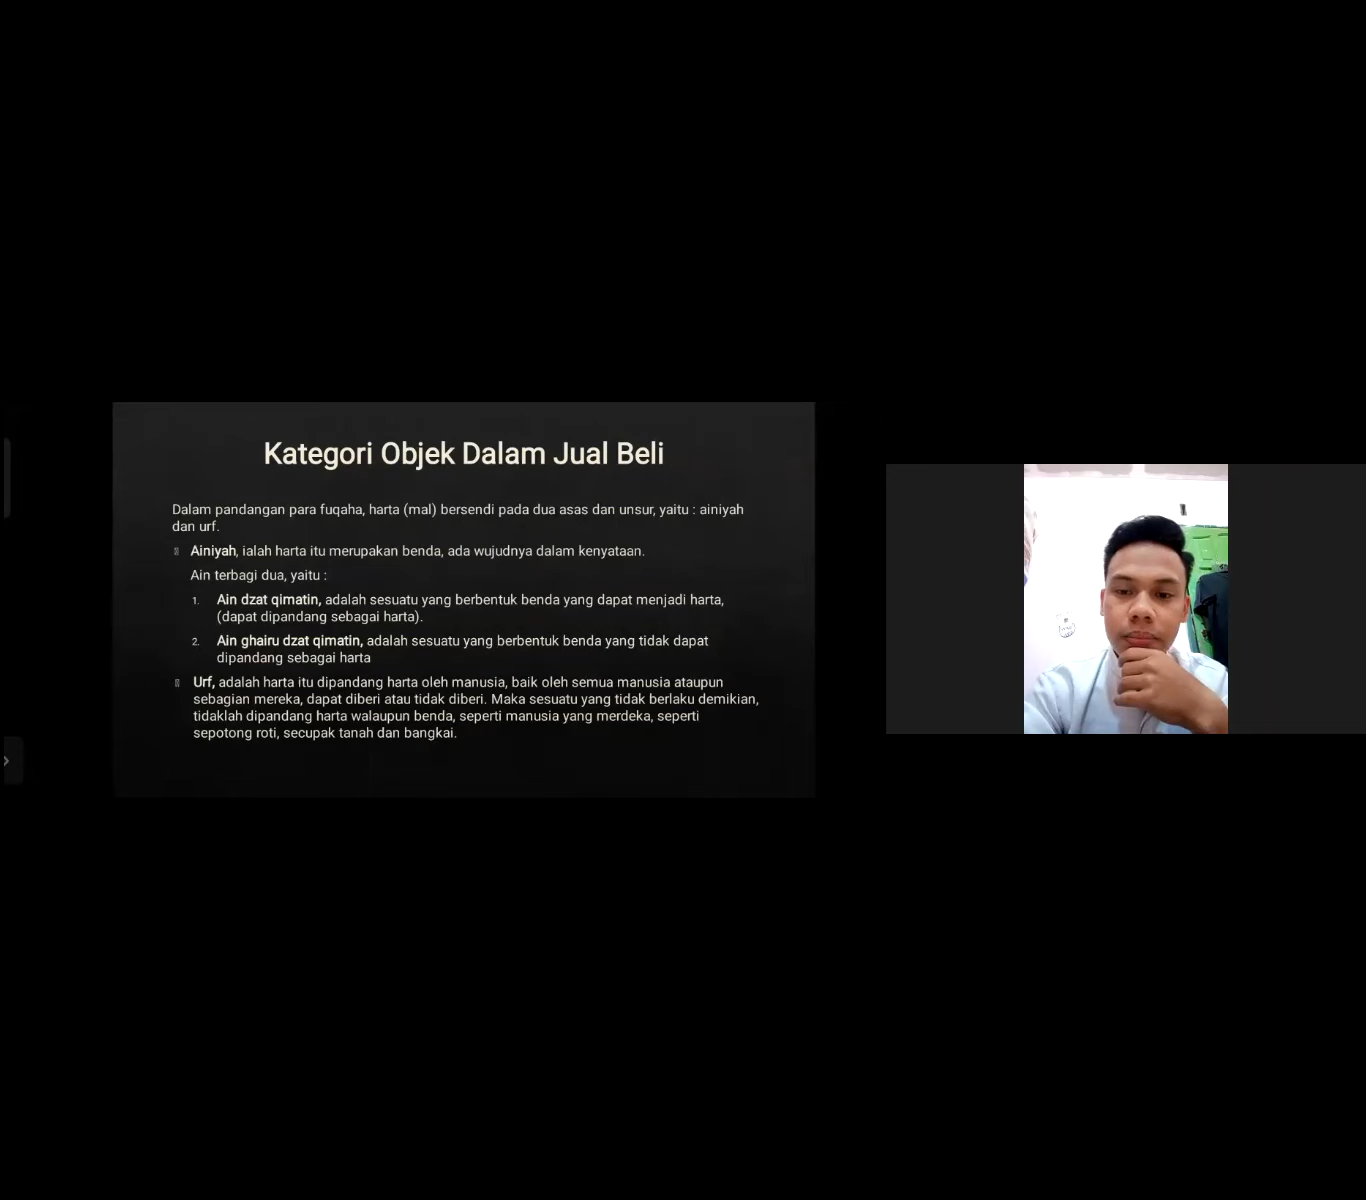 Kategori Objek Dalam Jual Beli
Dalam pandangan para fuqaha, harta (mal) bersendi pada dua asas dan unsur, yaitu : ainiyah
dan urf.
Ainiyah, ialah harta itu merupakan benda, ada wujudnya dalam kenyataan.
Ain terbagi dua, yaitu :
1. Ain dzat qimatin, adalah sesuatu yang berbentuk benda yang dapat menjadi harta,
(dapat dipandang sebagai harta).
2. Ain ghairu dzat qimatin, adalah sesuatu yang berbentuk benda yang tidak dapat
dipandang sebagai harta
Urf, adalah harta itu dipandang harta oleh manusia, baik oleh semua manusia ataupun
sebagian mereka, dapat diberi atau tidak diberi. Maka sesuatu yang tidak berlaku demikian,
tidaklah dipandang harta walaupun benda, seperti manusia yang merdeka, seperti
sepotong roti, secupak tanah dan bangkai.